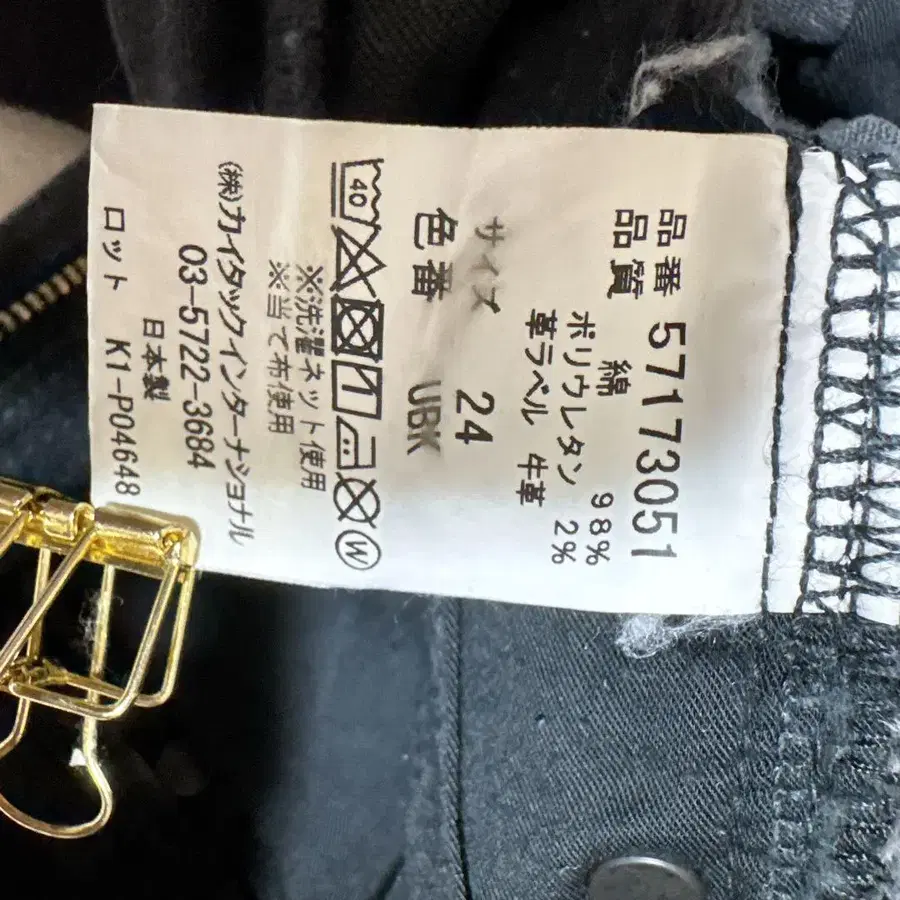 品番 57173051
品質
綿 98%
ポリウレタン 2%
革ラベル 牛革
サイズ 24
色番 UBK
40
W
※洗濯ネット使用
※当て布使用
(株)カイタックインターナショナル
03-5722-3684
日本製
ロット K1-P04648